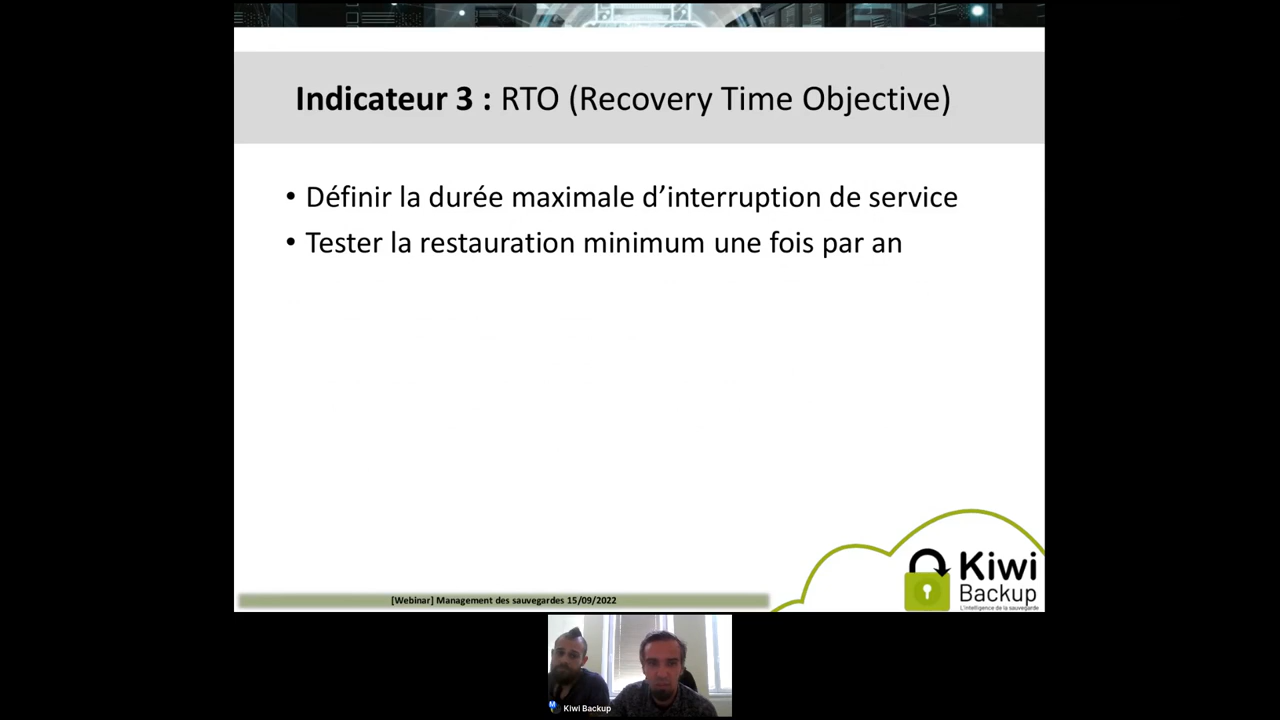 Indicateur 3 : RTO (Recovery Time Objective)
• Définir la durée maximale d’interruption de service
• Tester la restauration minimum une fois par an
Kiwi
Backup
L'intelligence de la sauvegarde
[Webinar] Management des sauvegardes 15/09/2022
Kiwi Backup